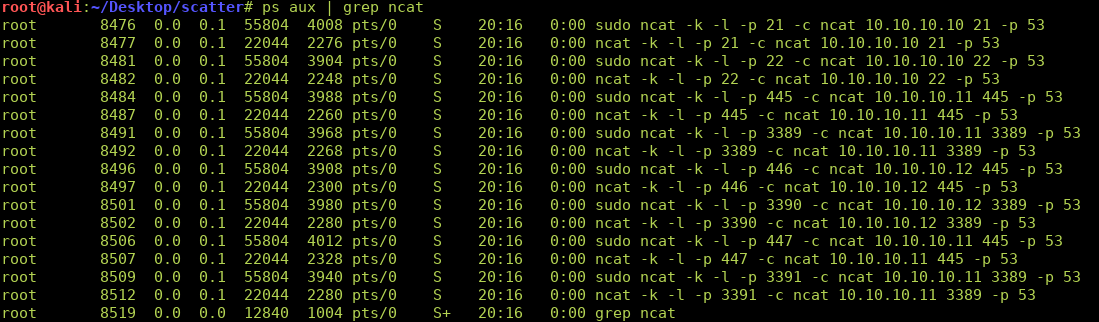 root@kali:~/Desktop/scatter# ps aux | grep ncat
root       8476  0.0  0.1  55804  4008 pts/0    S    20:16   0:00 sudo ncat -k -l -p 21 -c ncat 10.10.10.10 21 -p 53
root       8477  0.0  0.1  22044  2276 pts/0    S    20:16   0:00 ncat -k -l -p 21 -c ncat 10.10.10.10 21 -p 53
root       8481  0.0  0.1  55804  3904 pts/0    S    20:16   0:00 sudo ncat -k -l -p 22 -c ncat 10.10.10.10 22 -p 53
root       8482  0.0  0.1  22044  2248 pts/0    S    20:16   0:00 ncat -k -l -p 22 -c ncat 10.10.10.10 22 -p 53
root       8484  0.0  0.1  55804  3988 pts/0    S    20:16   0:00 sudo ncat -k -l -p 445 -c ncat 10.10.10.11 445 -p 53
root       8487  0.0  0.1  22044  2260 pts/0    S    20:16   0:00 ncat -k -l -p 445 -c ncat 10.10.10.11 445 -p 53
root       8491  0.0  0.1  55804  3968 pts/0    S    20:16   0:00 sudo ncat -k -l -p 3389 -c ncat 10.10.10.11 3389 -p 53
root       8492  0.0  0.1  22044  2268 pts/0    S    20:16   0:00 ncat -k -l -p 3389 -c ncat 10.10.10.11 3389 -p 53
root       8496  0.0  0.1  55804  3908 pts/0    S    20:16   0:00 sudo ncat -k -l -p 446 -c ncat 10.10.10.12 445 -p 53
root       8497  0.0  0.1  22044  2300 pts/0    S    20:16   0:00 ncat -k -l -p 446 -c ncat 10.10.10.12 445 -p 53
root       8501  0.0  0.1  55804  3980 pts/0    S    20:16   0:00 sudo ncat -k -l -p 3390 -c ncat 10.10.10.12 3389 -p 53
root       8502  0.0  0.1  22044  2280 pts/0    S    20:16   0:00 ncat -k -l -p 3390 -c ncat 10.10.10.12 3389 -p 53
root       8506  0.0  0.1  55804  4012 pts/0    S    20:16   0:00 sudo ncat -k -l -p 447 -c ncat 10.10.10.11 445 -p 53
root       8507  0.0  0.1  22044  2328 pts/0    S    20:16   0:00 ncat -k -l -p 447 -c ncat 10.10.10.11 445 -p 53
root       8509  0.0  0.1  55804  3940 pts/0    S    20:16   0:00 sudo ncat -k -l -p 3391 -c ncat 10.10.10.11 3389 -p 53
root       8512  0.0  0.1  22044  2280 pts/0    S    20:16   0:00 ncat -k -l -p 3391 -c ncat 10.10.10.11 3389 -p 53
root       8519  0.0  0.0  12840  1004 pts/0    S+   20:16   0:00 grep ncat